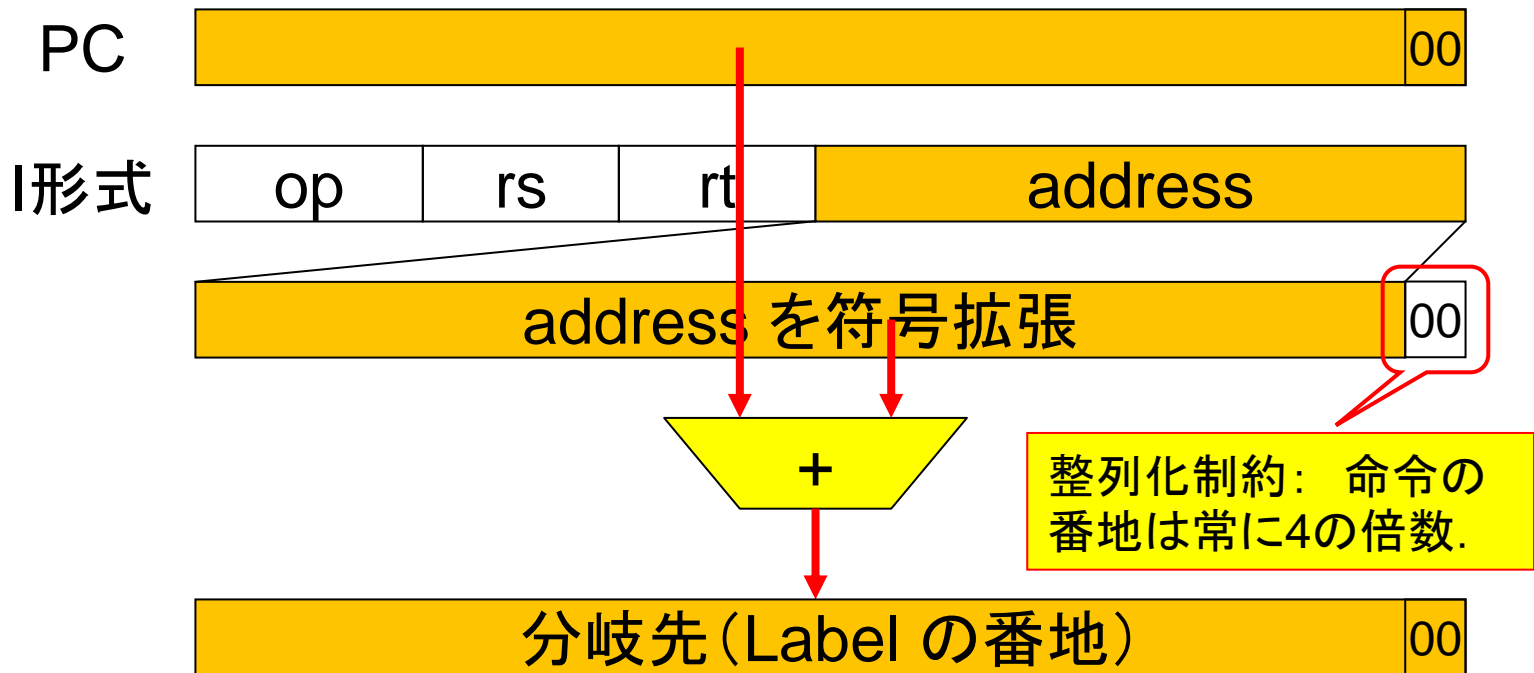 PC
00
I形式
op
rs
rt
address
address を符号拡張
00
+
整列化制約： 命令の
番地は常に4の倍数.
分岐先（Label の番地）
00